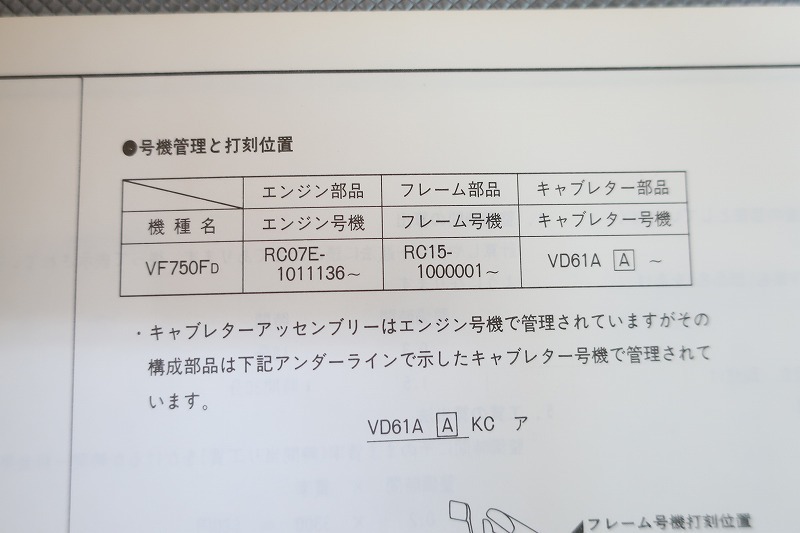 ●号機管理と打刻位置
エンジン部品 フレーム部品 キャブレター部品
機種名 エンジン号機 フレーム号機 キャブレター号機
VF750FD RC07E-1011136～ RC15-1000001～ VD61A A ～
・キャブレターアッセンブリーはエンジン号機で管理されていますがその
構成部品は下記アンダーラインで示したキャブレター号機で管理されて
います。
VD61A A KC ア
フレーム号機打刻位置